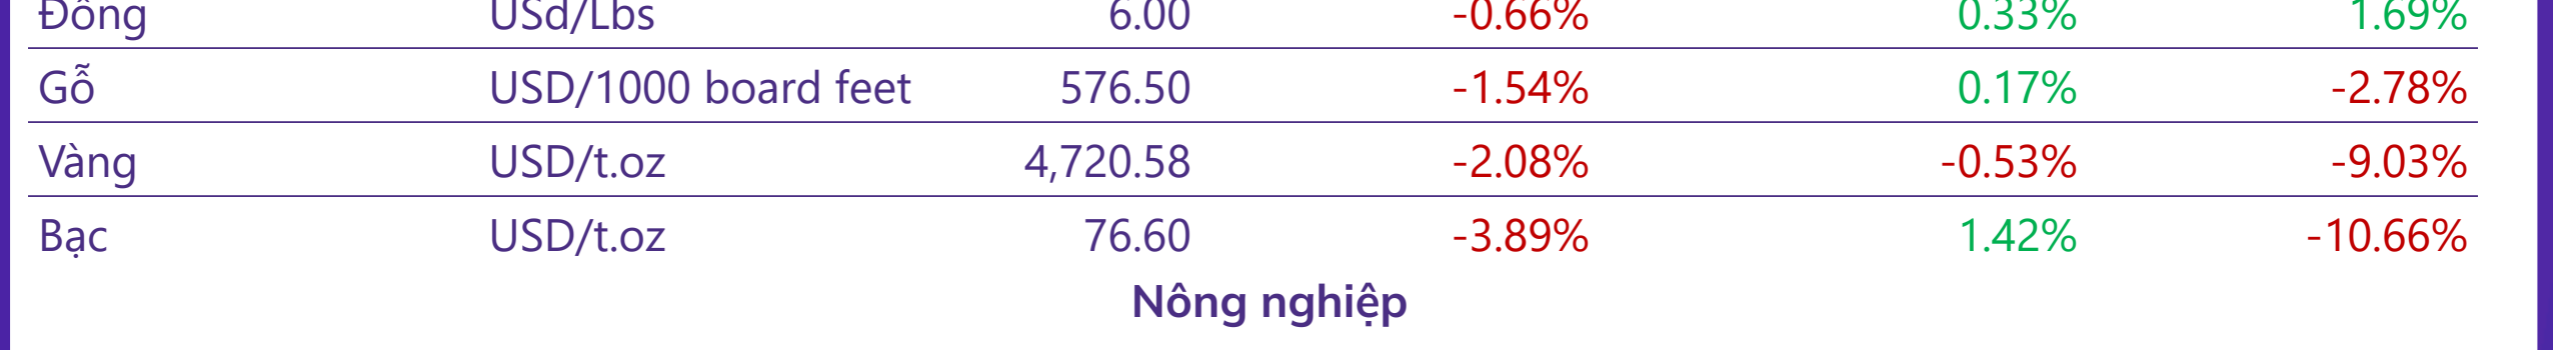 Đồng USd/Lbs 6.00 -0.66% 0.33% 1.69%
Gỗ USD/1000 board feet 576.50 -1.54% 0.17% -2.78%
Vàng USD/t.oz 4,720.58 -2.08% -0.53% -9.03%
Bạc USD/t.oz 76.60 -3.89% 1.42% -10.66%
Nông nghiệp